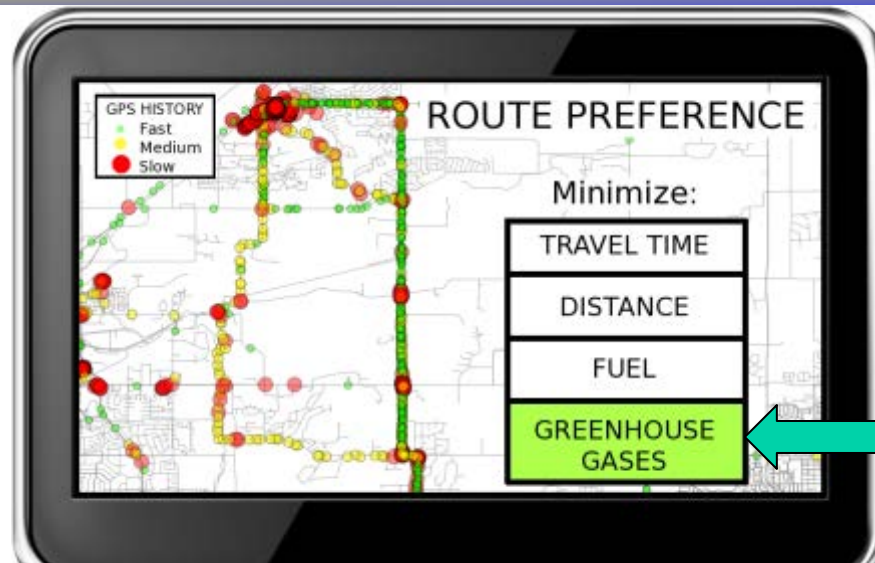 GPS HISTORY
Fast
Medium
Slow
ROUTE PREFERENCE
Minimize:
TRAVEL TIME
DISTANCE
FUEL
GREENHOUSE
GASES